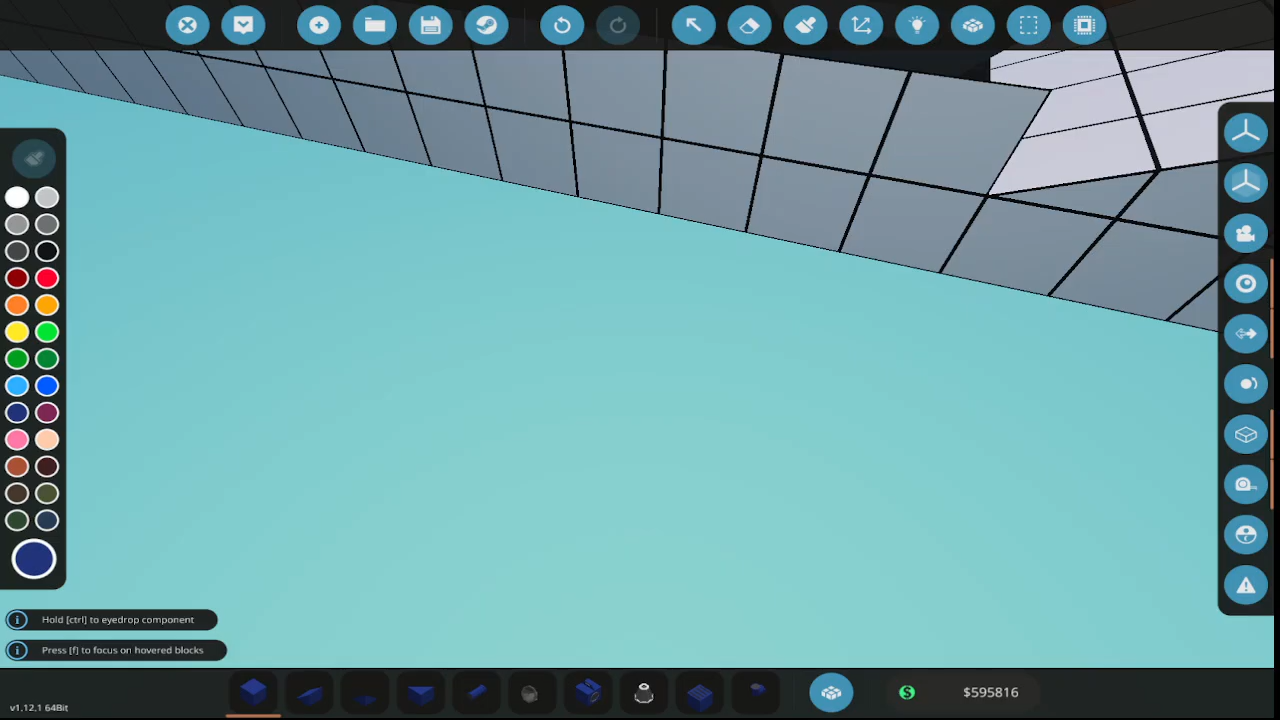 Hold [ctrl] to eyedrop component
Press [f] to focus on hovered blocks
$595816
v1.12.1 64Bit